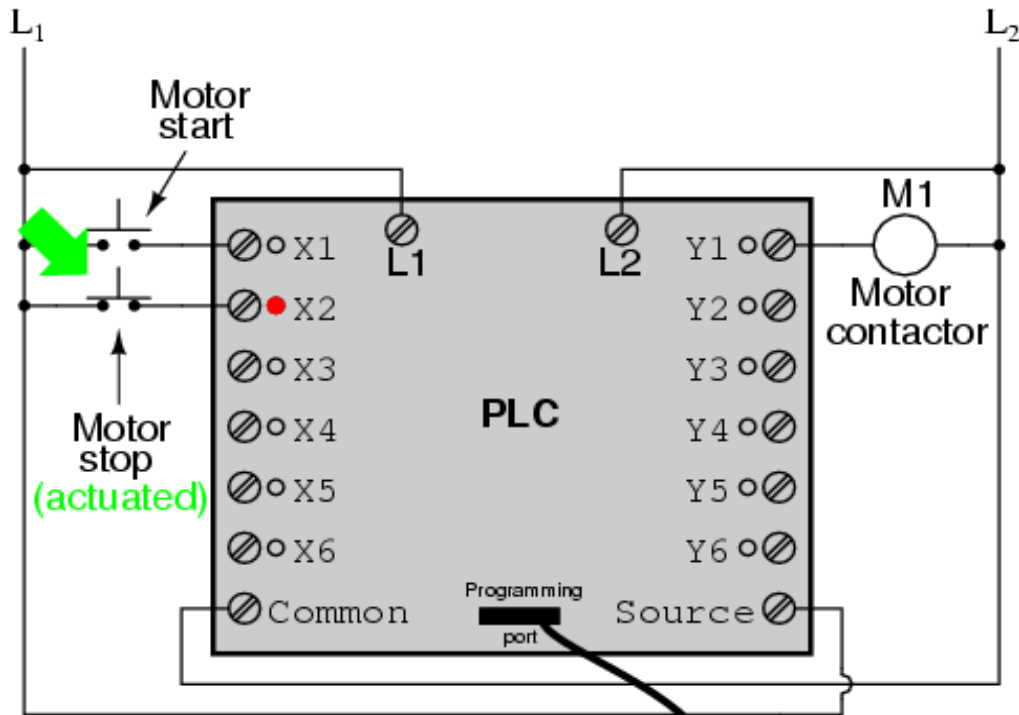 L1
L2
Motor
start
M1
X1
L1
L2
Y1
X2
Y2
Motor
contactor
X3
Y3
PLC
X4
Y4
Motor
stop
(actuated)
X5
Y5
X6
Y6
Programming
port
Common
Source